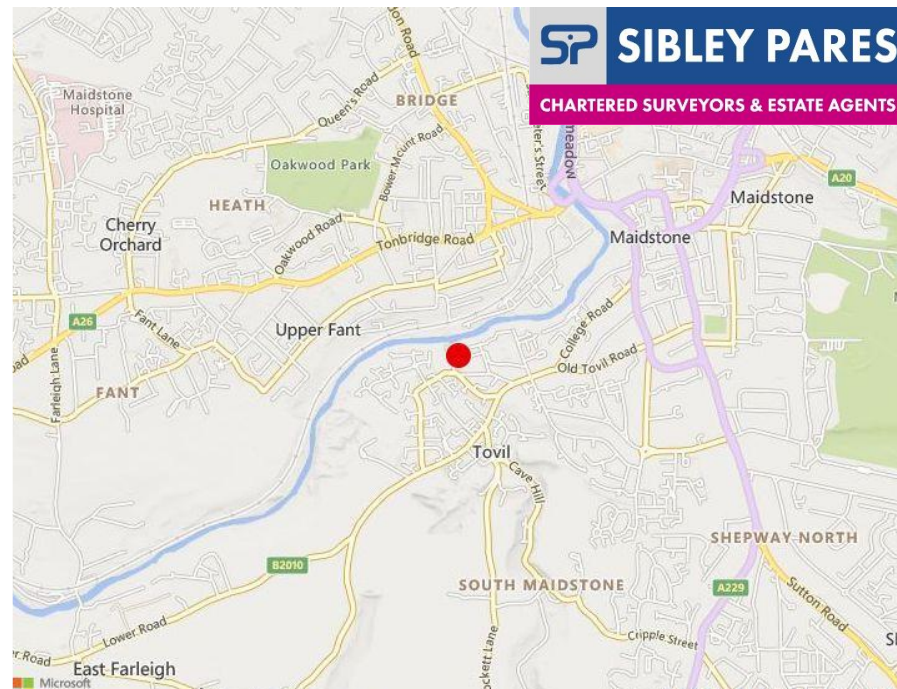 SP SIBLEY PARES
CHARTERED SURVEYORS & ESTATE AGENTS
Maidstone
Hospital
Queen's Road
BRIDGE
Oakwood Park
Bower Mount Road
HEATH
Cherry
Orchard
Oakwood Road
Tonbridge Road
A20
Maidstone
Maidstone
A26
Fant Lane
Upper Fant
College Road
Old Tovil Road
Farleigh Lane
FANT
Tovil
Cave Hill
B2010
SHEPWAY NORTH
SOUTH MAIDSTONE
A229
Sutton Road
Lower Road
Cripple Street
East Farleigh
Microsoft